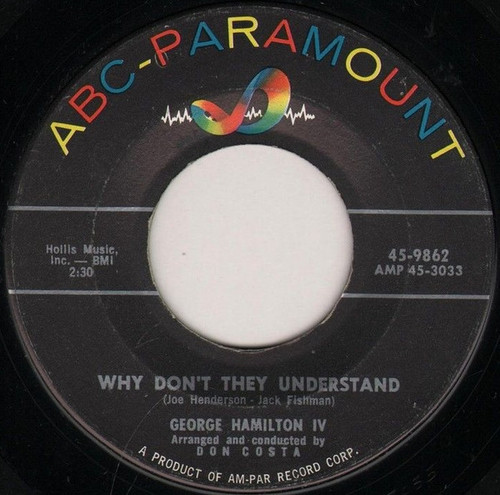 ABC-PARAMOUNT
Hollis Music,
Inc. — BMI
2:30
45-9862
AMP 45-3033
WHY DON'T THEY UNDERSTAND
(Joe Henderson - Jack Fishman)
GEORGE HAMILTON IV
Arranged and conducted by
DON COSTA
A PRODUCT OF AM-PAR RECORD CORP.